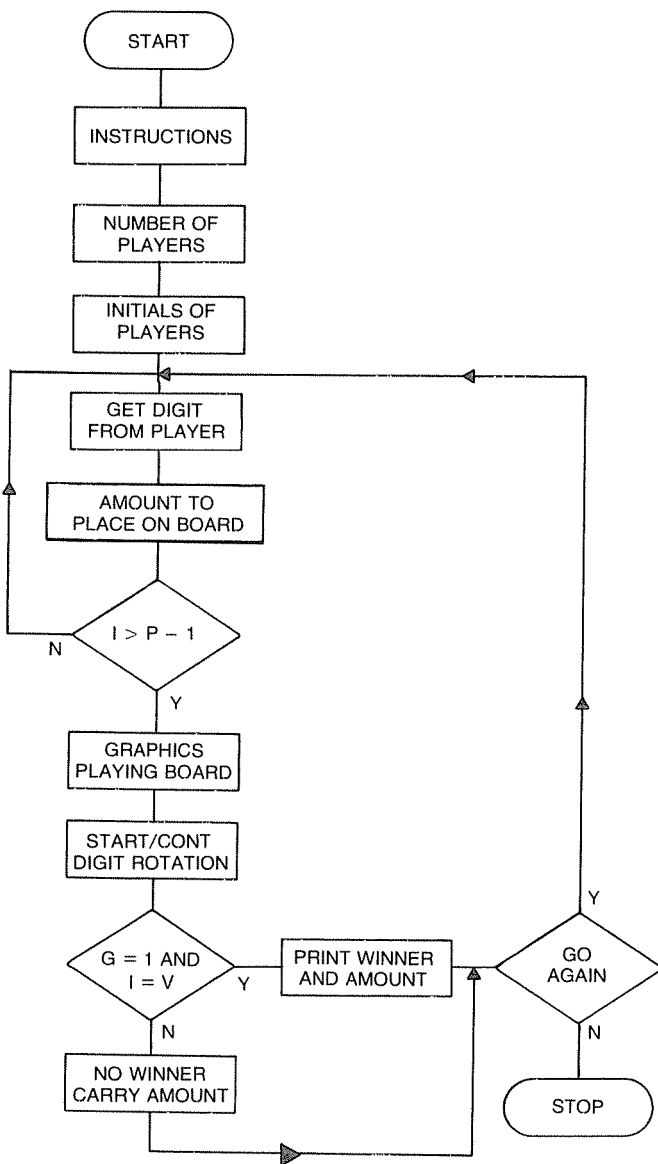 START
INSTRUCTIONS
NUMBER OF
PLAYERS
INITIALS OF
PLAYERS
GET DIGIT
FROM PLAYER
AMOUNT TO
PLACE ON BOARD
I > P – 1
N
Y
GRAPHICS
PLAYING BOARD
START/CONT
DIGIT ROTATION
G = 1 AND
I = V
Y
N
PRINT WINNER
AND AMOUNT
NO WINNER
CARRY AMOUNT
Y
GO
AGAIN
N
STOP